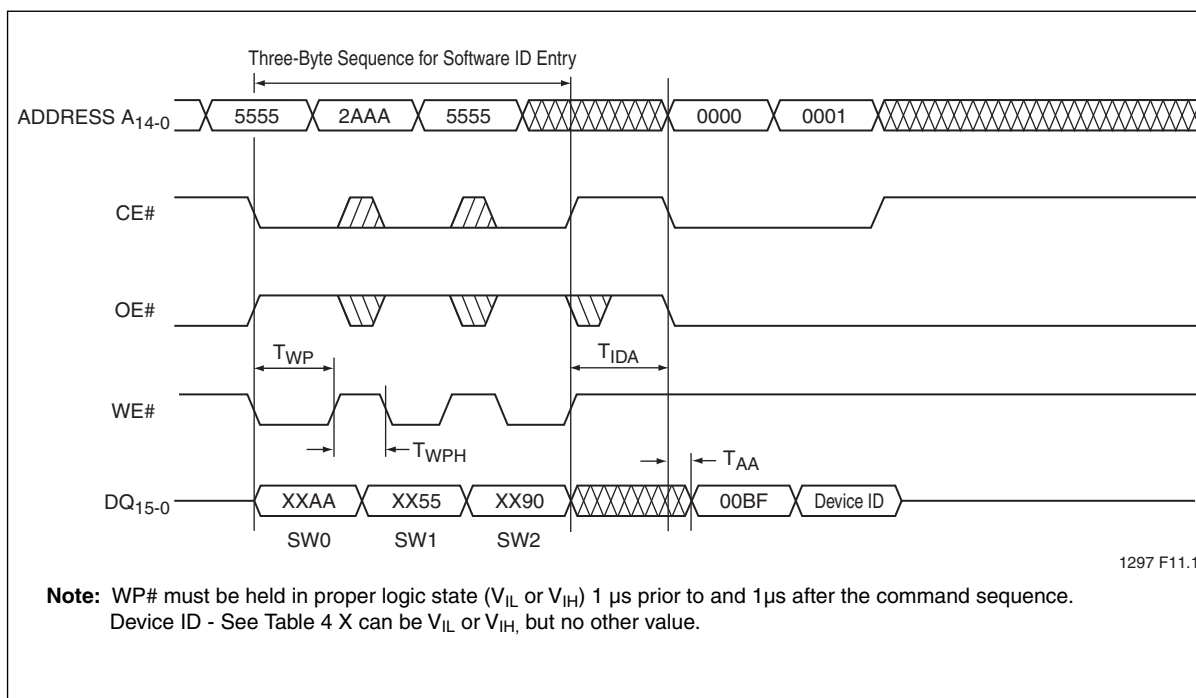 Three-Byte Sequence for Software ID Entry
ADDRESS A14-0
5555 2AAA 5555 0000 0001
CE#
OE#
TWP TIDA
WE#
TWPH TAA
DQ15-0
XXAA XX55 XX90 00BF Device ID
SW0 SW1 SW2
1297 F11.1
Note: WP# must be held in proper logic state (VIL or VIH) 1 µs prior to and 1µs after the command sequence.
Device ID - See Table 4 X can be VIL or VIH, but no other value.